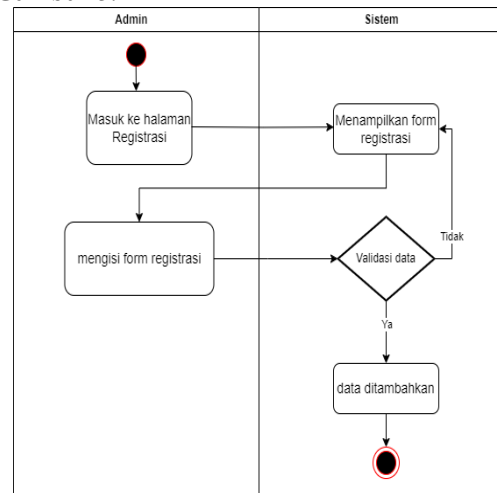 Admin
Sistem
Masuk ke halaman
Registrasi
Menampilkan form
registrasi
mengisi form registrasi
Validasi data
Tidak
Ya
data ditambahkan